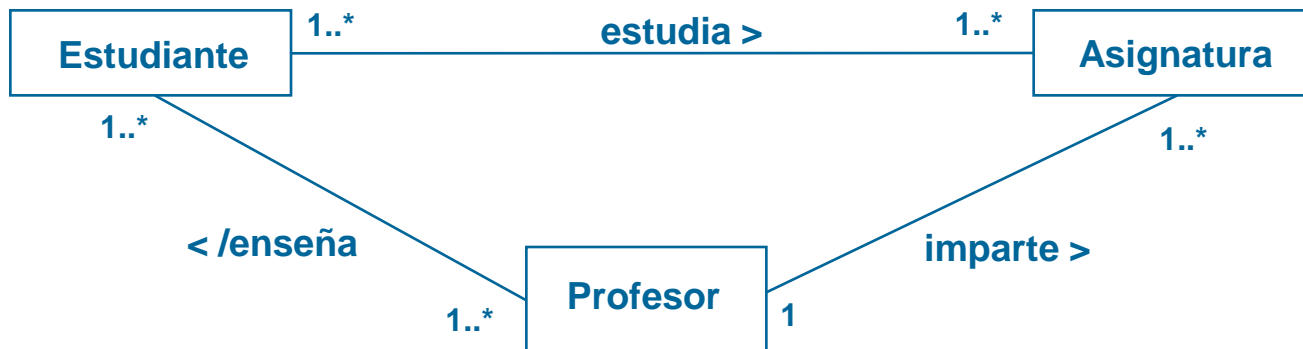 1..* estudia > 1..*
Estudiante Asignatura
1..* 1..*
< /enseña imparte >
Profesor
1..* 1